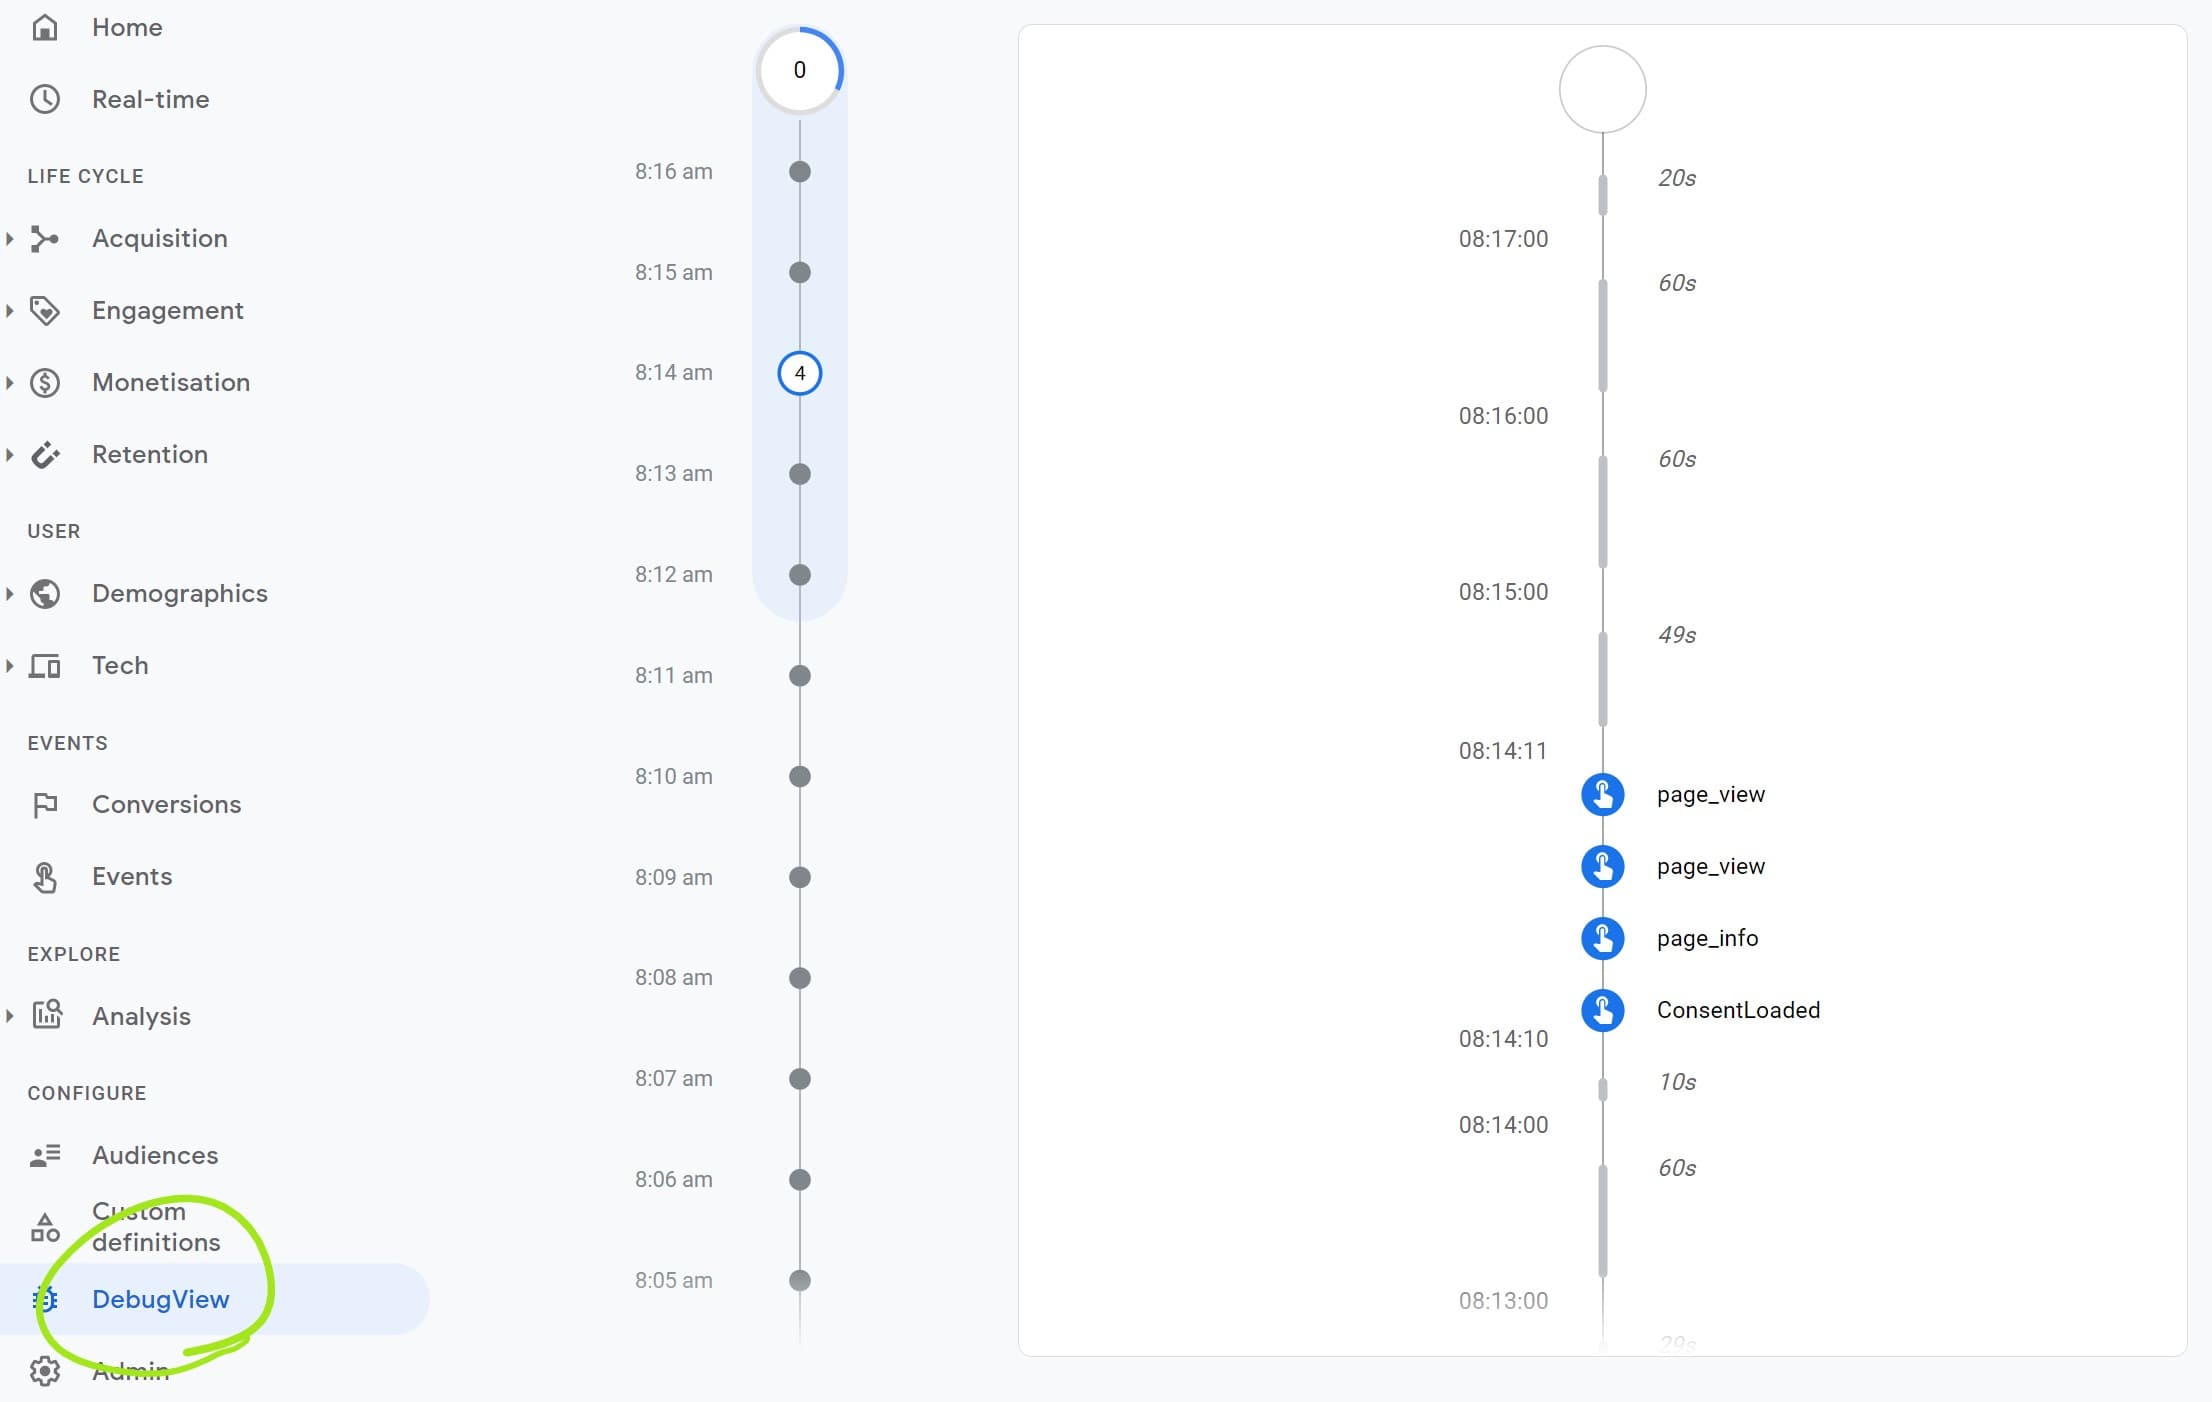 Home
Real-time
LIFE CYCLE
Acquisition
Engagement
Monetisation
Retention
USER
Demographics
Tech
EVENTS
Conversions
Events
EXPLORE
Analysis
CONFIGURE
Audiences
Custom
definitions
DebugView
Admin
0
8:16 am
8:15 am
8:14 am
4
8:13 am
8:12 am
8:11 am
8:10 am
8:09 am
8:08 am
8:07 am
8:06 am
8:05 am
20s
08:17:00
60s
08:16:00
60s
08:15:00
49s
08:14:11
page_view
page_view
page_info
ConsentLoaded
08:14:10
10s
08:14:00
60s
08:13:00
29s